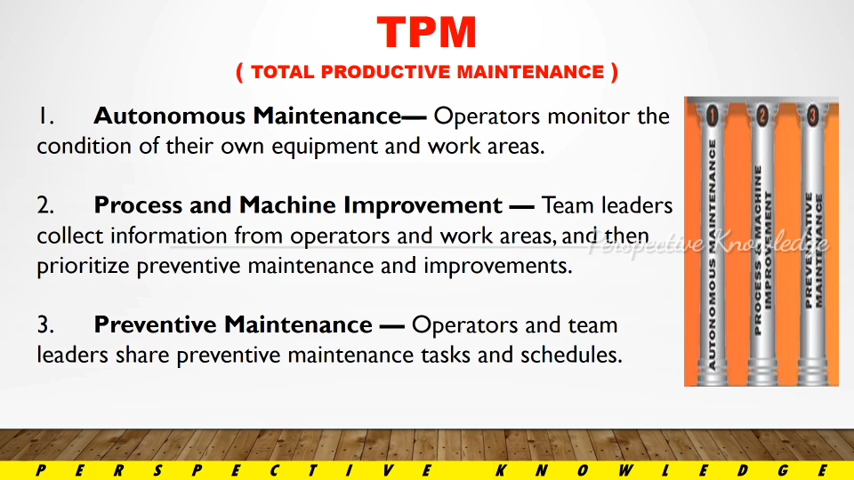 TPM
( TOTAL PRODUCTIVE MAINTENANCE )
1. Autonomous Maintenance— Operators monitor the
condition of their own equipment and work areas.
2. Process and Machine Improvement — Team leaders
collect information from operators and work areas, and then
prioritize preventive maintenance and improvements.
3. Preventive Maintenance — Operators and team
leaders share preventive maintenance tasks and schedules.
1
AUTONOMOUS MAINTENANCE
2
PROCESS & MACHINE
IMPROVEMENT
3
PREVENTIVE
MAINTENANCE
Perspective Knowledge
PERSPECTIVE KNOWLEDGE